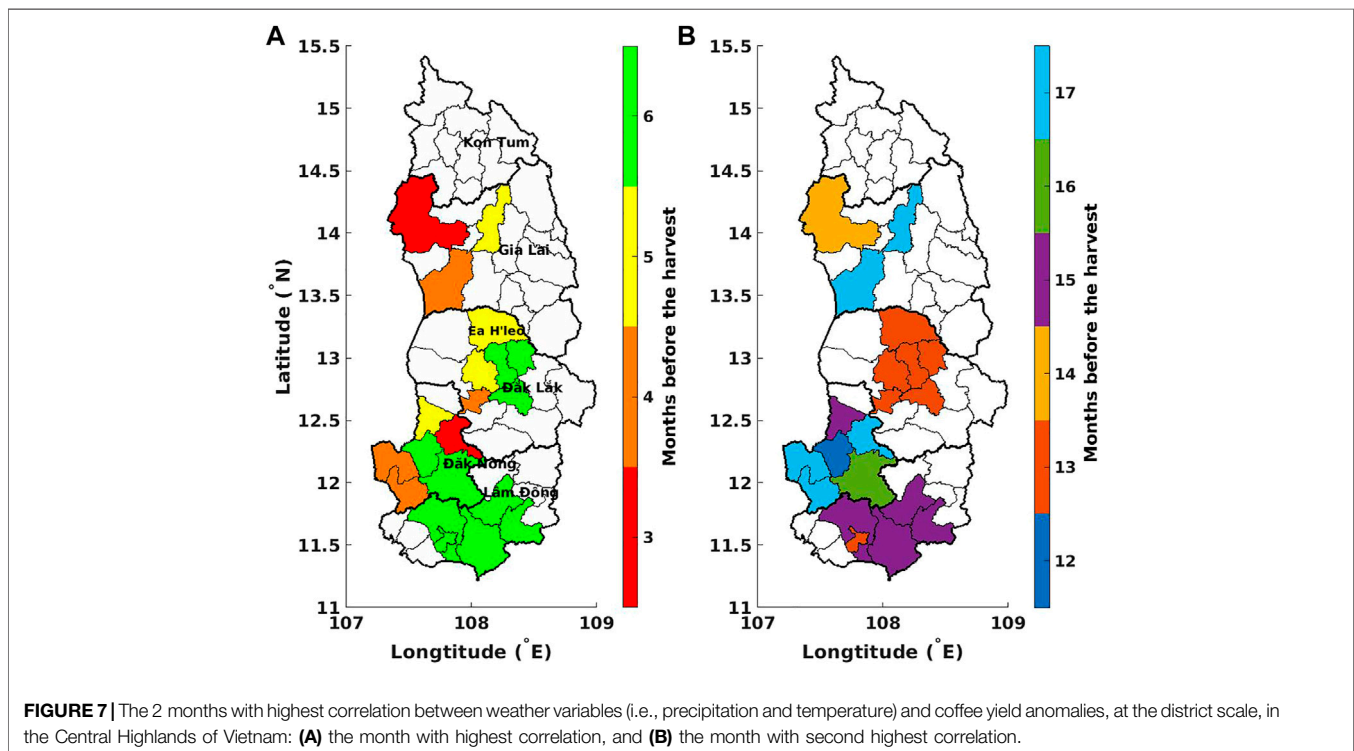 A
B
15.5
15
14.5
14
13.5
13
12.5
12
11.5
11
Latitude (°N)
107
108
109
Longtitude (°E)
Kon Tum
Gia Lai
Ea H'leo
Đăk Lăk
Đăk Nông
Lâm Đông
6
5
4
3
Months before the harvest
15.5
15
14.5
14
13.5
13
12.5
12
11.5
11
107
108
109
Longtitude (°E)
17
16
15
14
13
12
Months before the harvest
FIGURE 7 | The 2 months with highest correlation between weather variables (i.e., precipitation and temperature) and coffee yield anomalies, at the district scale, in
the Central Highlands of Vietnam: (A) the month with highest correlation, and (B) the month with second highest correlation.